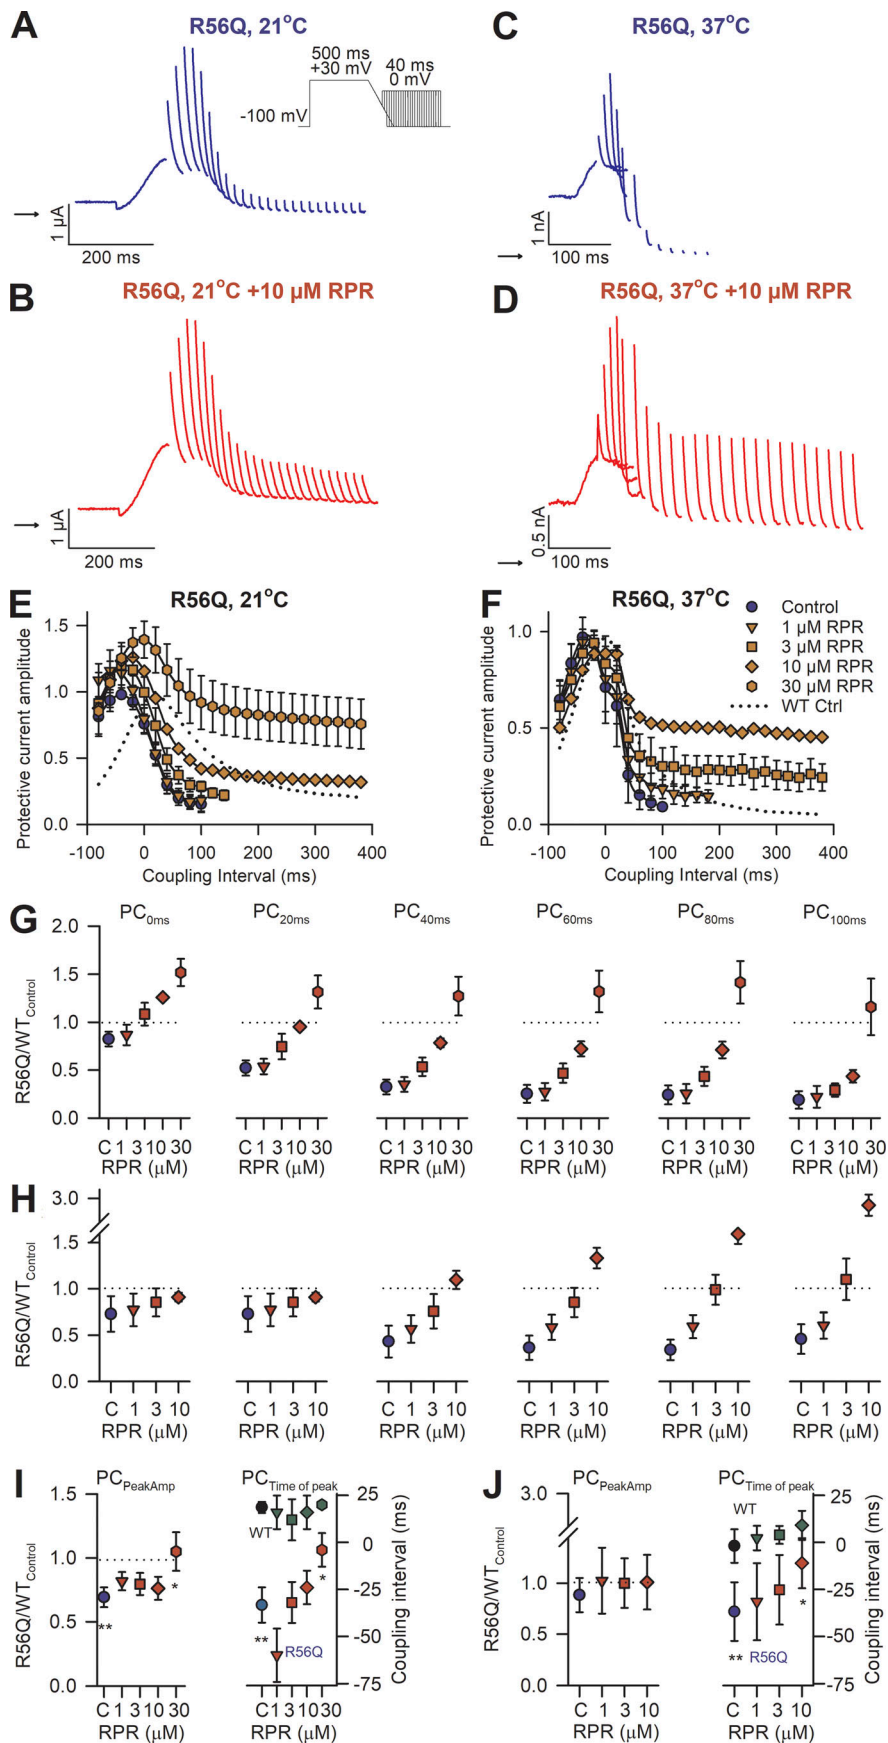 A
R56Q, 21°C
500 ms
+30 mV
40 ms
0 mV
-100 mV
1 µA
200 ms
C
R56Q, 37°C
1 nA
100 ms
B
R56Q, 21°C +10 µM RPR
1 µA
200 ms
D
R56Q, 37°C +10 µM RPR
0.5 nA
100 ms
E
R56Q, 21°C
Protective current amplitude
1.5
1.0
0.5
0.0
-100 0 100 200 300 400
Coupling Interval (ms)
F
R56Q, 37°C
Control
1 µM RPR
3 µM RPR
10 µM RPR
30 µM RPR
WT Ctrl
Protective current amplitude
1.0
0.5
0.0
-100 0 100 200 300 400
Coupling Interval (ms)
G
PC0ms PC20ms PC40ms PC60ms PC80ms PC100ms
R56Q/WTControl
2.0
1.5
1.0
0.5
0.0
C 1 3 10 30 C 1 3 10 30 C 1 3 10 30 C 1 3 10 30 C 1 3 10 30 C 1 3 10 30
RPR (µM) RPR (µM) RPR (µM) RPR (µM) RPR (µM) RPR (µM)
H
R56Q/WTControl
3.0
1.5
1.0
0.5
0.0
C 1 3 10 C 1 3 10 C 1 3 10 C 1 3 10 C 1 3 10 C 1 3 10
RPR (µM) RPR (µM) RPR (µM) RPR (µM) RPR (µM) RPR (µM)
I
PCPeakAmp
PCTime of peak
R56Q/WTControl
1.5
1.0
0.5
0.0
**
*
C 1 3 10 30
RPR (µM)
WT
**
*
R56Q
25
0
-25
-50
-75
Coupling interval (ms)
C 1 3 10 30
RPR (µM)
J
PCPeakAmp
PCTime of peak
R56Q/WTControl
3.0
1.0
0.5
0.0
C 1 3 10
RPR (µM)
WT
*
** R56Q
25
0
-25
-50
-75
Coupling interval (ms)
C 1 3 10
RPR (µM)